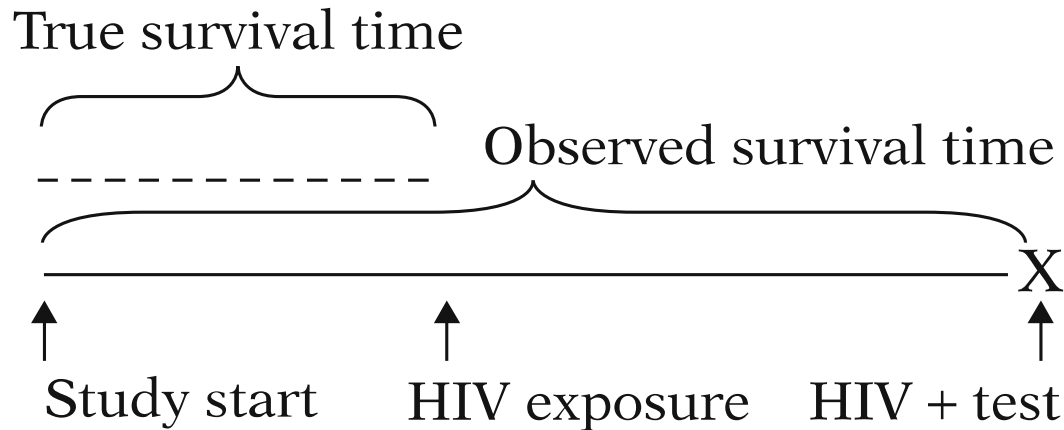 True survival time
Observed survival time
X
Study start
HIV exposure
HIV + test